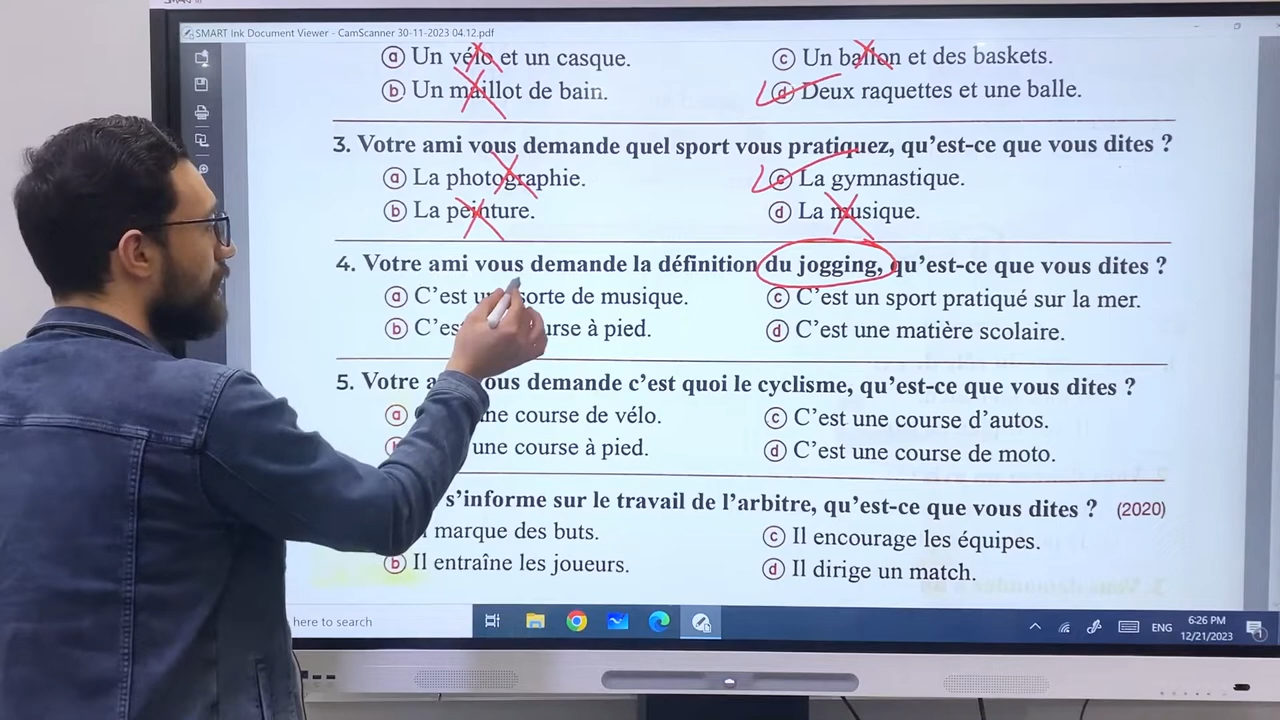 SMART Ink Document Viewer - CamScanner 30-11-2023 04.12.pdf
ⓐ Un vélo et un casque.
ⓒ Un ballon et des baskets.
ⓑ Un maillot de bain.
ⓓ Deux raquettes et une balle.
3. Votre ami vous demande quel sport vous pratiquez, qu'est-ce que vous dites ?
ⓐ La photographie.
ⓒ La gymnastique.
ⓑ La peinture.
ⓓ La musique.
4. Votre ami vous demande la définition du jogging, qu'est-ce que vous dites ?
ⓐ C'est une sorte de musique.
ⓒ C'est un sport pratiqué sur la mer.
ⓑ à pied.
ⓓ C'est une matière scolaire.
5. Votre vous demande c'est quoi le cyclisme, qu'est-ce que vous dites ?
ⓐ une course de vélo.
ⓒ C'est une course d'autos.
une course à pied.
ⓓ C'est une course de moto.
s'informe sur le travail de l'arbitre, qu'est-ce que vous dites ? (2020)
marque des buts.
ⓒ Il encourage les équipes.
ⓑ Il entraîne les joueurs.
ⓓ Il dirige un match.
here to search
ENG
6:26 PM
12/21/2023